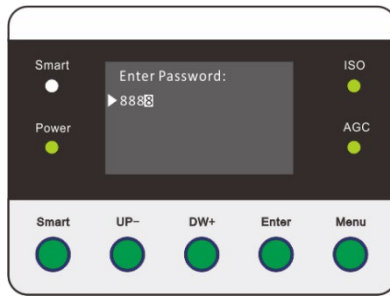 Smart
ISO
Enter Password:
8888
Power
AGC
Smart
UP−
DW+
Enter
Menu